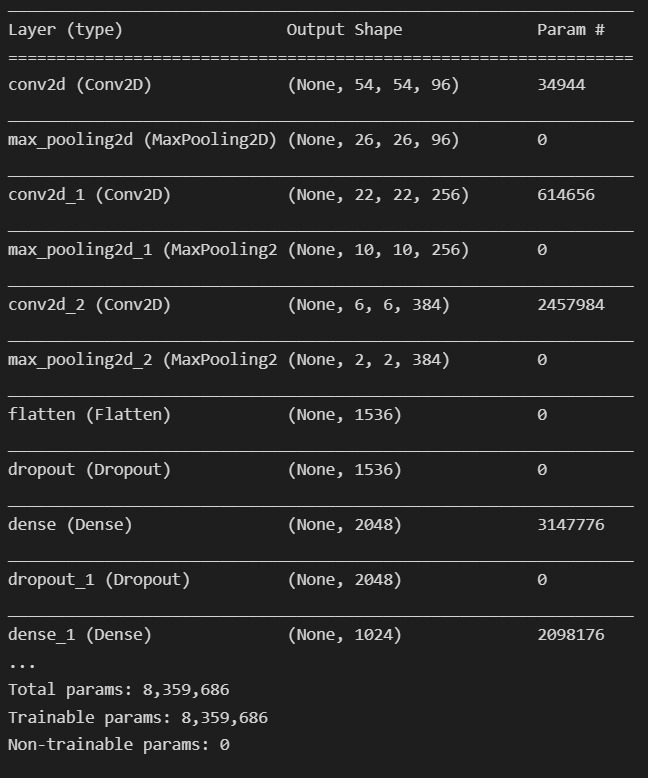 Layer (type) Output Shape Param #
=================================================================
conv2d (Conv2D) (None, 54, 54, 96) 34944
max_pooling2d (MaxPooling2D) (None, 26, 26, 96) 0
conv2d_1 (Conv2D) (None, 22, 22, 256) 614656
max_pooling2d_1 (MaxPooling2 (None, 10, 10, 256) 0
conv2d_2 (Conv2D) (None, 6, 6, 384) 2457984
max_pooling2d_2 (MaxPooling2 (None, 2, 2, 384) 0
flatten (Flatten) (None, 1536) 0
dropout (Dropout) (None, 1536) 0
dense (Dense) (None, 2048) 3147776
dropout_1 (Dropout) (None, 2048) 0
dense_1 (Dense) (None, 1024) 2098176
...
Total params: 8,359,686
Trainable params: 8,359,686
Non-trainable params: 0